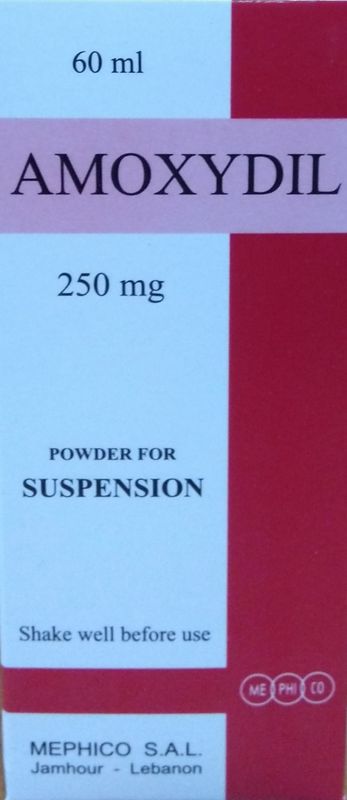 60 ml
AMOXYDIL
250 mg
POWDER FOR
SUSPENSION
Shake well before use
ME PHI CO
MEPHICO S.A.L.
Jamhour - Lebanon